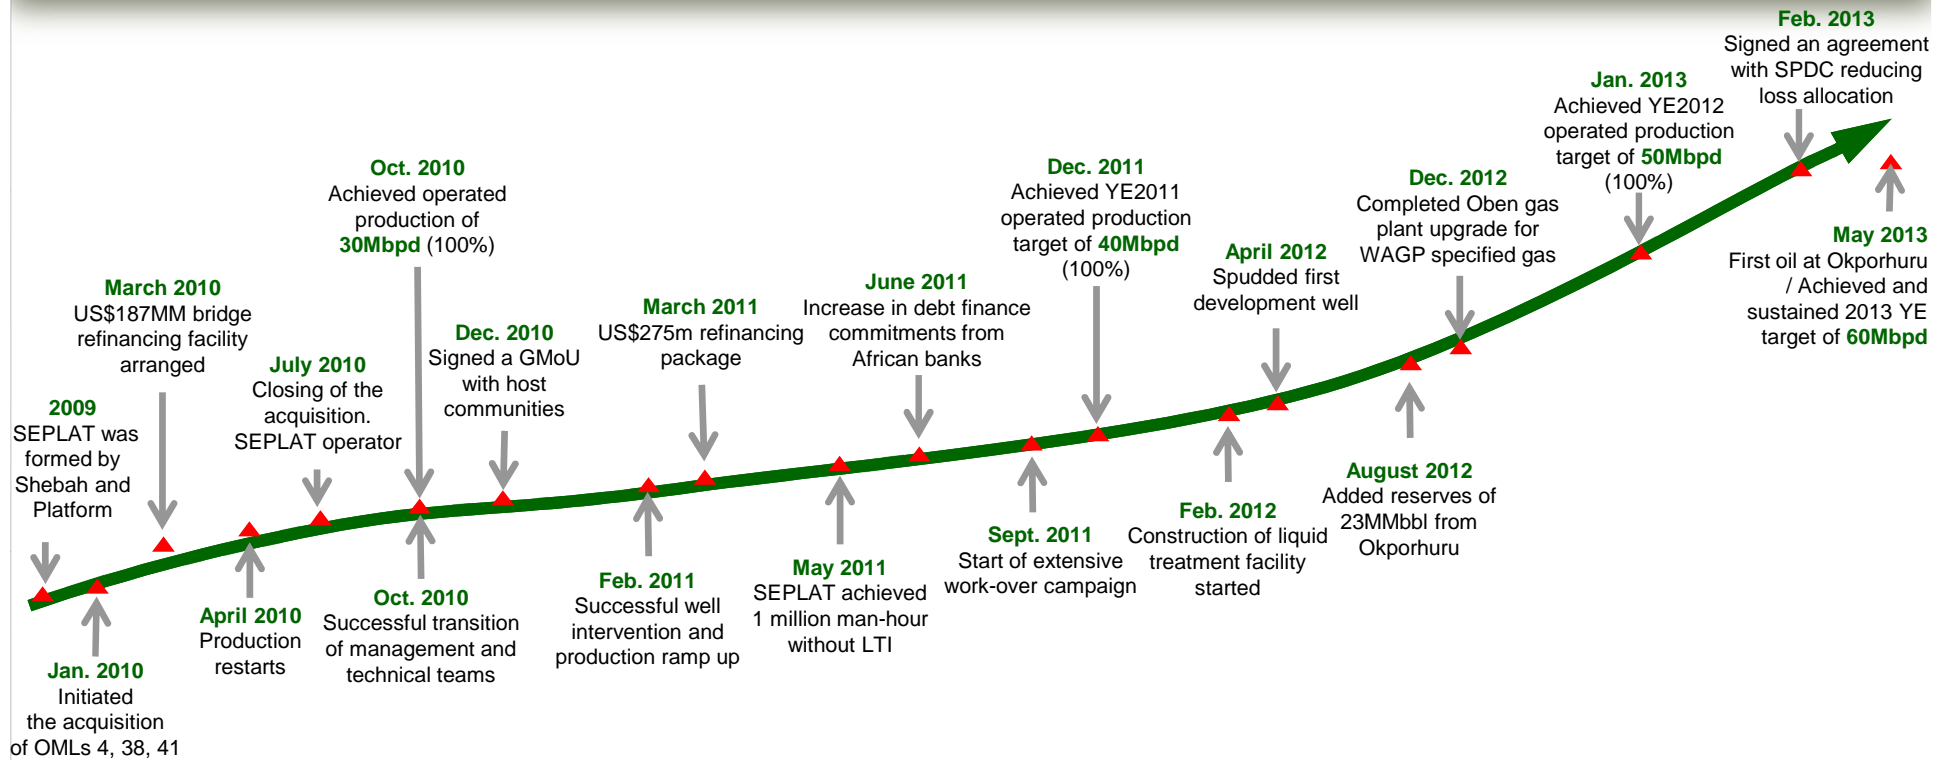 2009
SEPLAT was
formed by
Shebah and
Platform
Jan. 2010
Initiated
the acquisition
of OMLs 4, 38, 41
March 2010
US$187MM bridge
refinancing facility
arranged
April 2010
Production
restarts
July 2010
Closing of the
acquisition.
SEPLAT operator
Oct. 2010
Achieved operated
production of
30Mbpd (100%)
Oct. 2010
Successful transition
of management and
technical teams
Dec. 2010
Signed a GMoU
with host
communities
Feb. 2011
Successful well
intervention and
production ramp up
March 2011
US$275m refinancing
package
May 2011
SEPLAT achieved
1 million man-hour
without LTI
June 2011
Increase in debt finance
commitments from
African banks
Sept. 2011
Start of extensive
work-over campaign
Dec. 2011
Achieved YE2011
operated production
target of 40Mbpd
(100%)
Feb. 2012
Construction of liquid
treatment facility
started
April 2012
Spudded first
development well
August 2012
Added reserves of
23MMbbl from
Okporhuru
Dec. 2012
Completed Oben gas
plant upgrade for
WAGP specified gas
Jan. 2013
Achieved YE2012
operated production
target of 50Mbpd
(100%)
Feb. 2013
Signed an agreement
with SPDC reducing
loss allocation
May 2013
First oil at Okporhuru
/ Achieved and
sustained 2013 YE
target of 60Mbpd